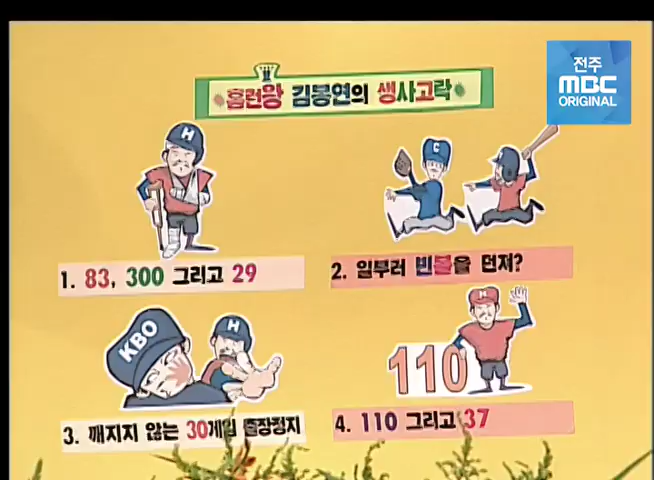 전주
MBC
ORIGINAL
홈런왕 김봉연의 생사고락
H
C
H
1. 83, 300 그리고 29
2. 일부러 빈볼을 던져?
KBO
H
H
110
3. 깨지지 않는 30게임 출장정지
4. 110 그리고 37